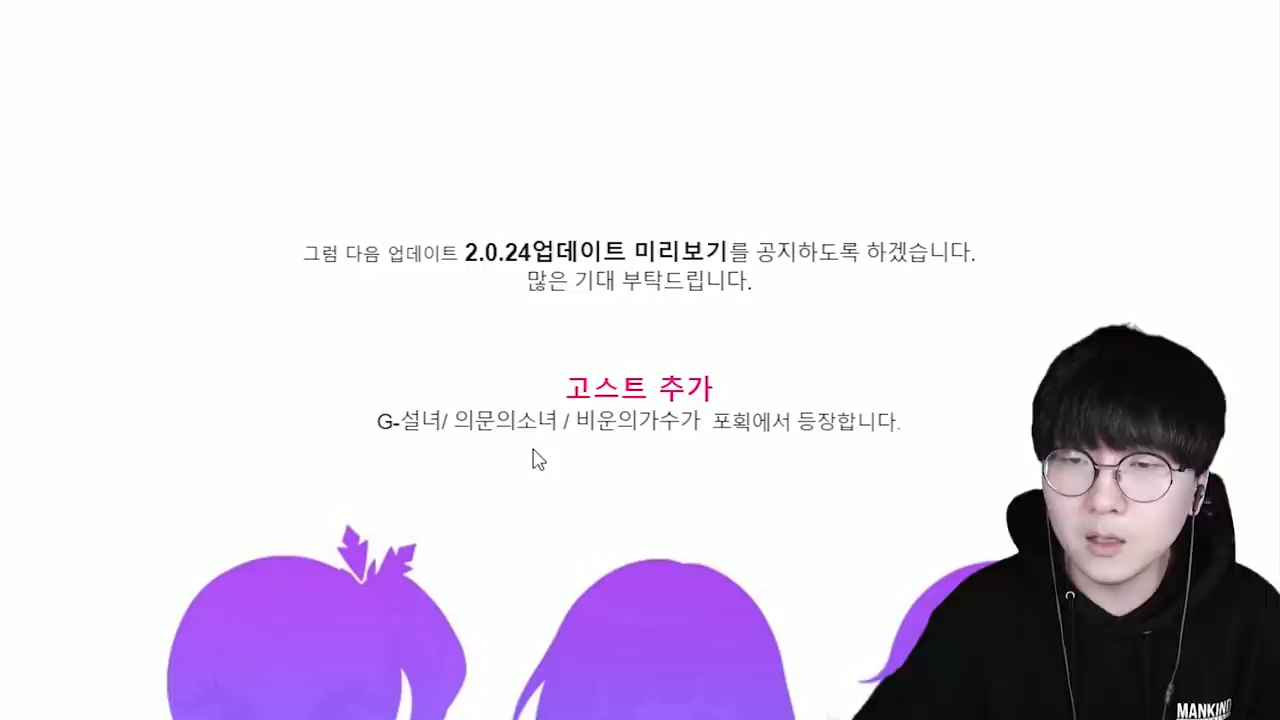 그럼 다음 업데이트 2.0.24업데이트 미리보기를 공지하도록 하겠습니다.
많은 기대 부탁드립니다.
고스트 추가
G-설녀/ 의문의소녀 / 비운의가수가 포획에서 등장합니다.
MANKIND